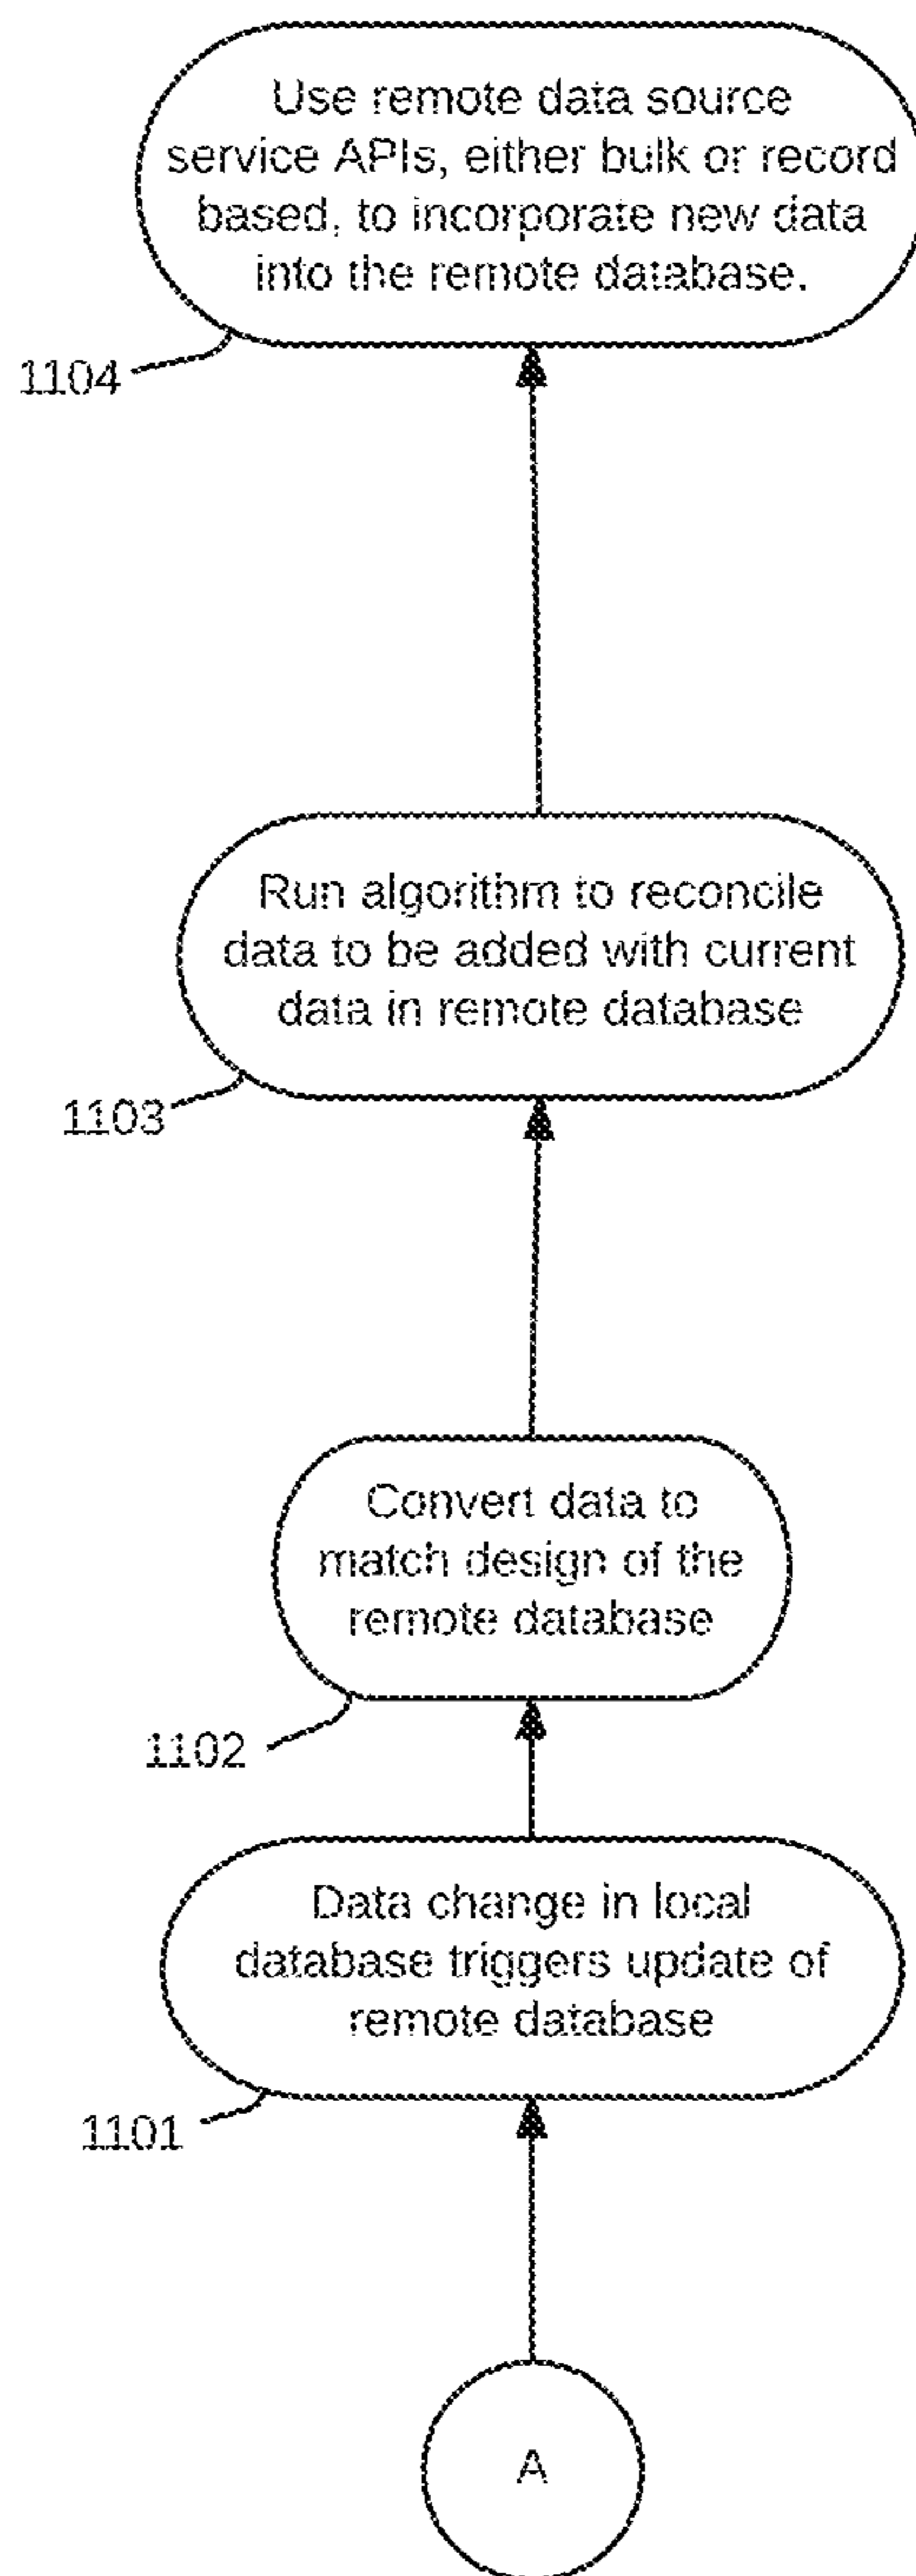 Use remote data source
service APIs, either bulk or record
based, to incorporate new data
into the remote database.
1104
Run algorithm to reconcile
data to be added with current
data in remote database
1103
Convert data to
match design of the
remote database
1102
Data change in local
database triggers update of
remote database
1101
A